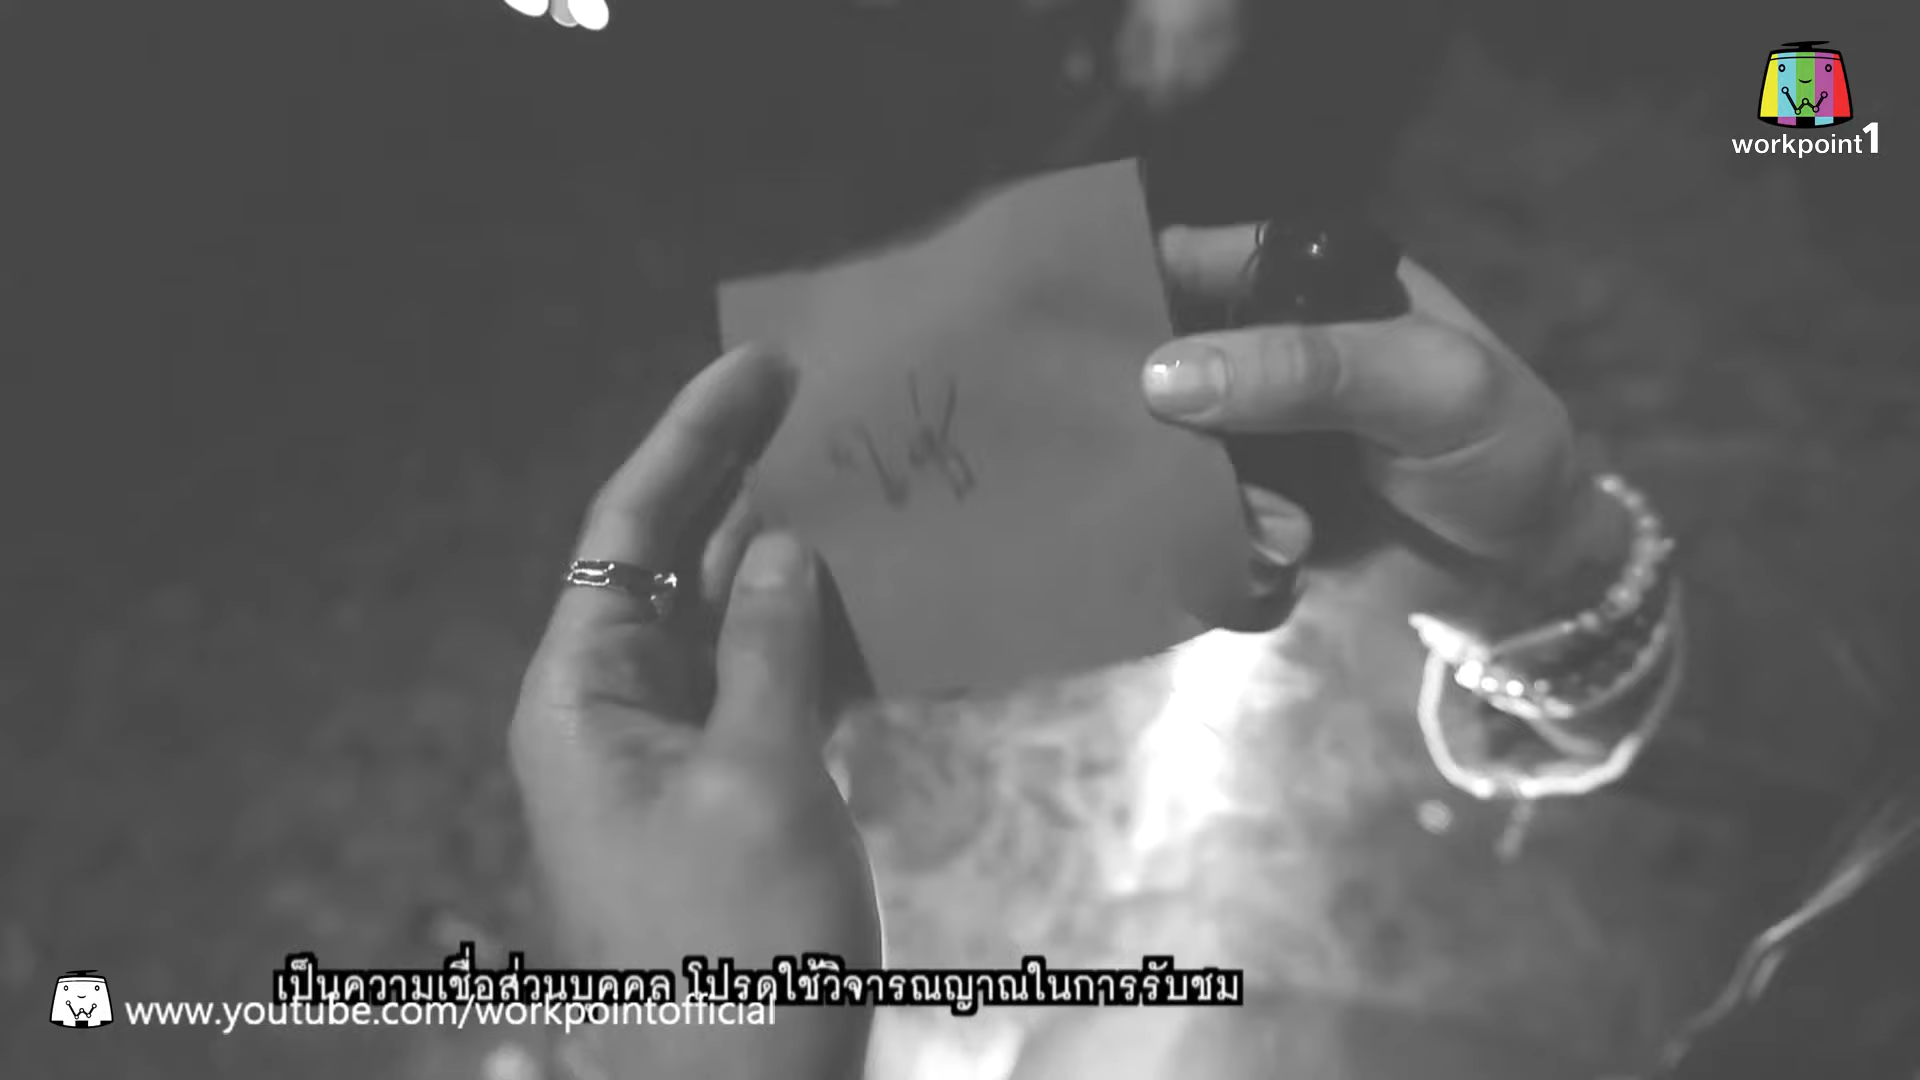 workpoint1
เป็นความเชื่อส่วนบุคคล โปรดใช้วิจารณญาณในการรับชม
www.youtube.com/workpointofficial